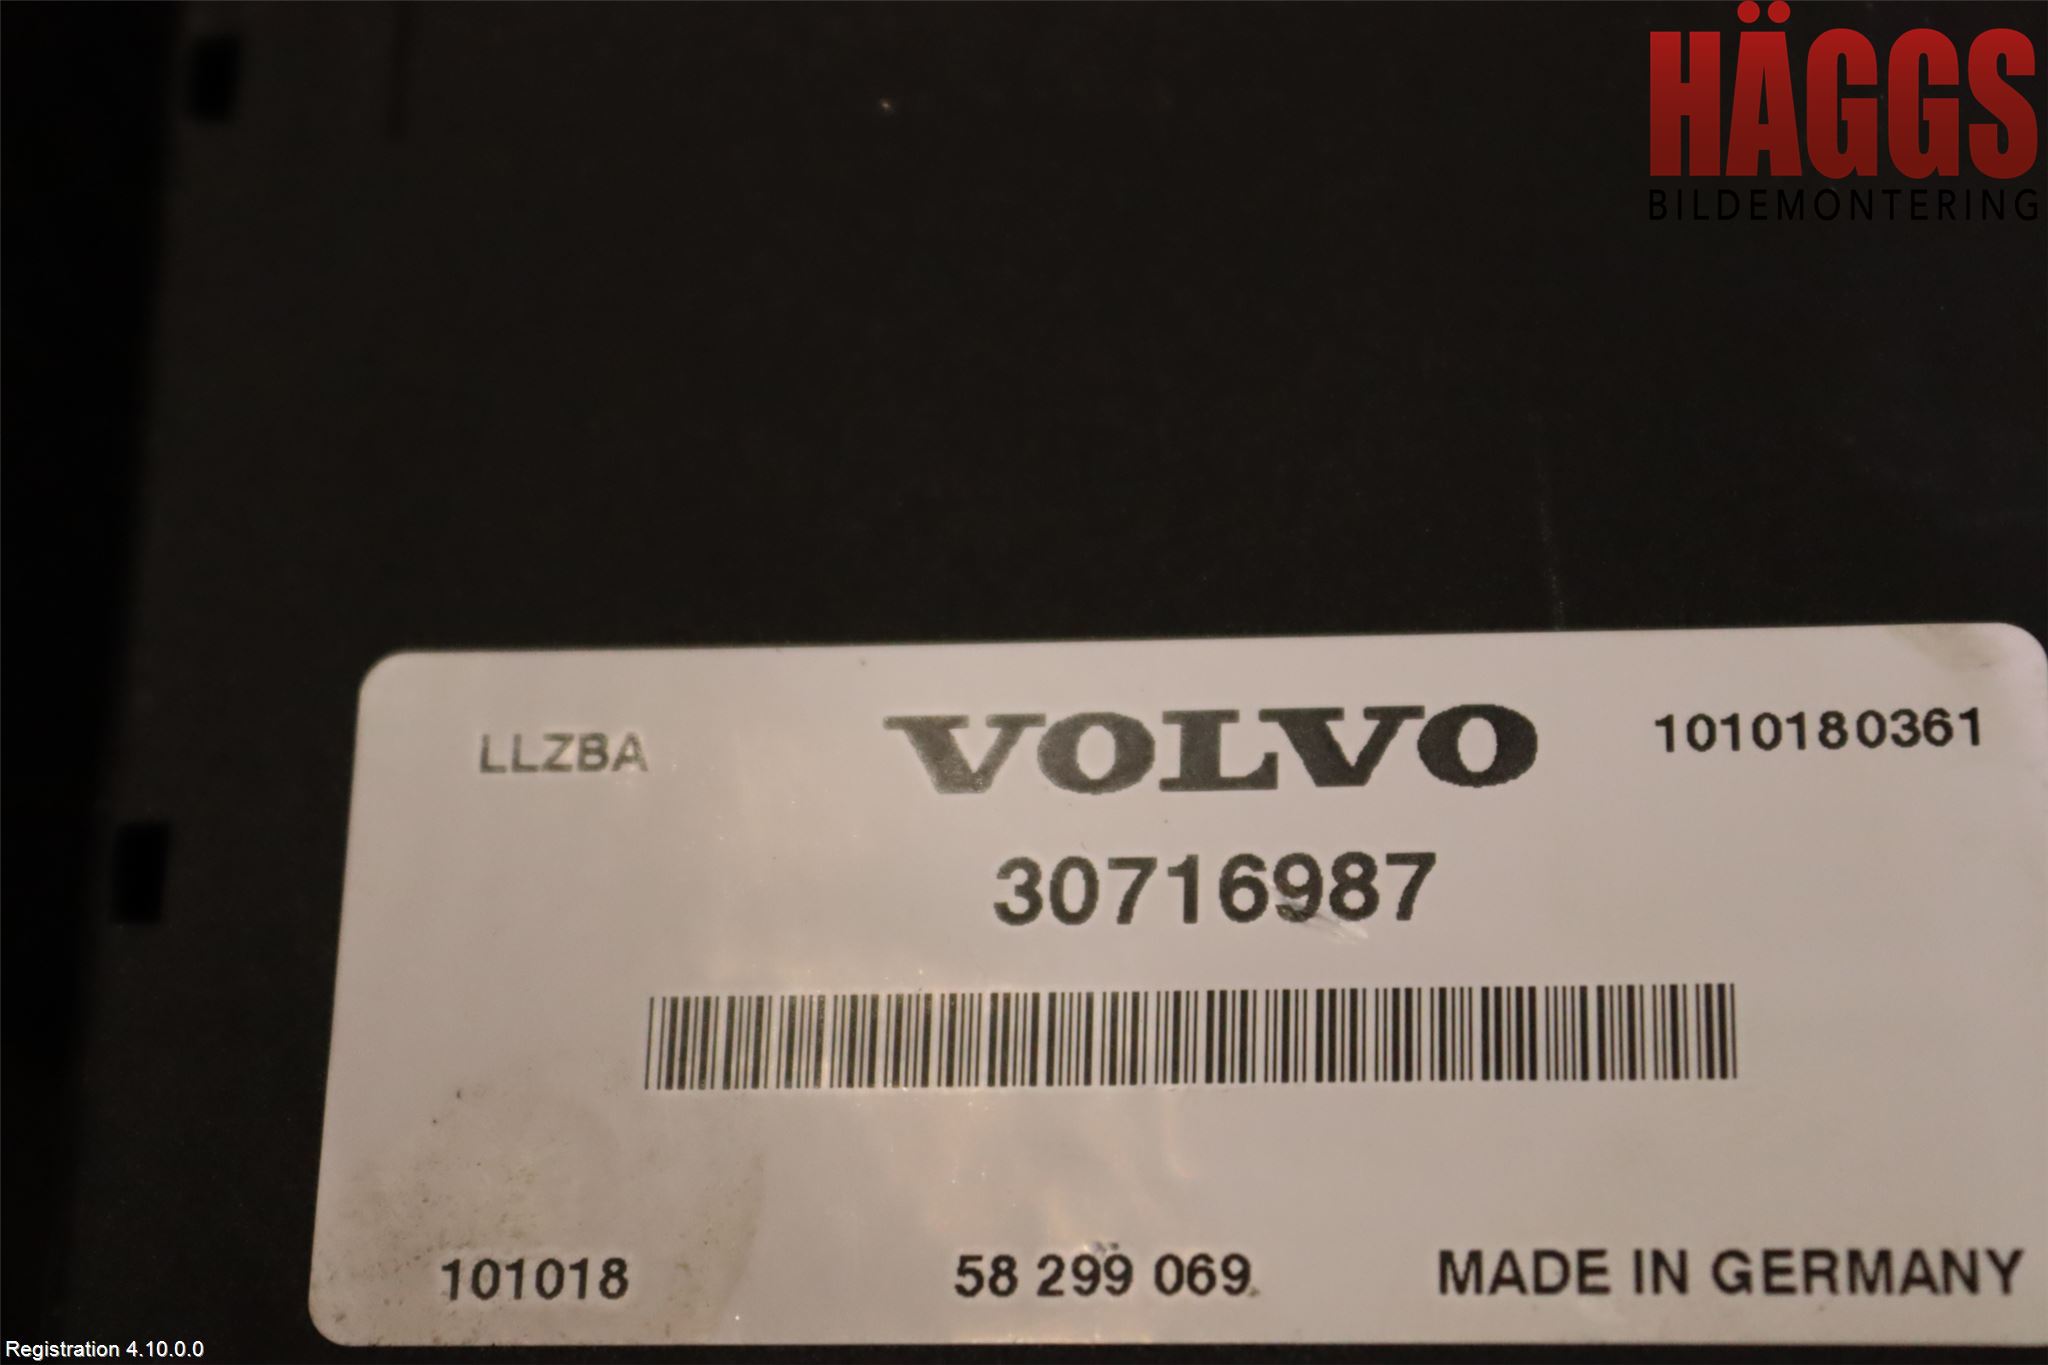 HÄGGS
BILDEMONTERING
LLZBA
VOLVO
1010180361
30716987
101018
58 299 069
MADE IN GERMANY
Registration 4.10.0.0